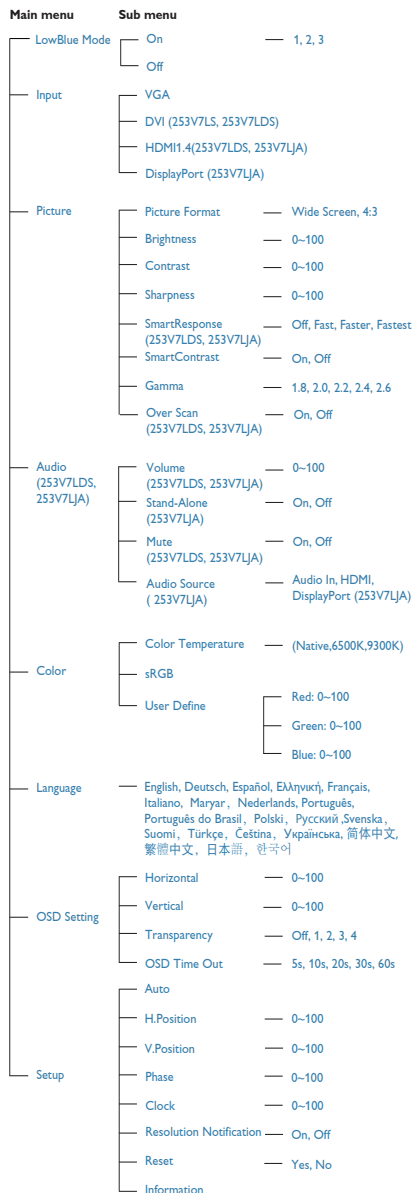 Main menu Sub menu
LowBlue Mode On 1, 2, 3
Off
Input VGA
DVI (253V7LS, 253V7LDS)
HDMI1.4(253V7LDS, 253V7LJA)
DisplayPort (253V7LJA)
Picture Picture Format Wide Screen, 4:3
Brightness 0~100
Contrast 0~100
Sharpness 0~100
SmartResponse Off, Fast, Faster, Fastest
(253V7LDS, 253V7LJA)
SmartContrast On, Off
Gamma 1.8, 2.0, 2.2, 2.4, 2.6
Over Scan On, Off
(253V7LDS, 253V7LJA)
Audio Volume 0~100
(253V7LDS, (253V7LDS, 253V7LJA)
253V7LJA) Stand-Alone On, Off
(253V7LJA)
Mute On, Off
(253V7LDS, 253V7LJA)
Audio Source Audio In, HDMI,
( 253V7LJA) DisplayPort (253V7LJA)
Color Color Temperature (Native,6500K,9300K)
sRGB
User Define Red: 0~100
Green: 0~100
Blue: 0~100
Language English, Deutsch, Español, Ελληνική, Français,
Italiano, Maryar, Nederlands, Português,
Português do Brasil, Polski, Русский ,Svenska,
Suomi, Türkçe, Čeština, Українська, 简体中文,
繁體中文, 日本語, 한국어
OSD Setting Horizontal 0~100
Vertical 0~100
Transparency Off, 1, 2, 3, 4
OSD Time Out 5s, 10s, 20s, 30s, 60s
Setup Auto
H.Position 0~100
V.Position 0~100
Phase 0~100
Clock 0~100
Resolution Notification On, Off
Reset Yes, No
Information